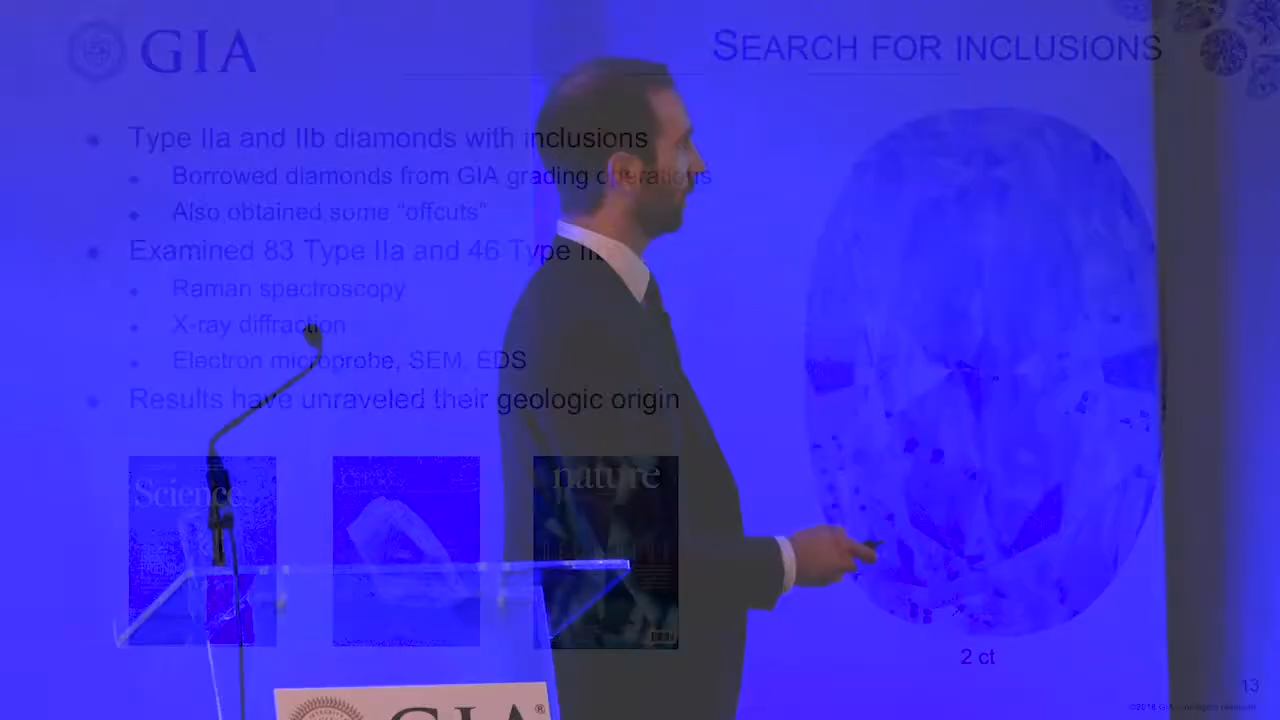 GIA
SEARCH FOR INCLUSIONS
Type IIa and IIb diamonds with inclusions
Borrowed diamonds from GIA grading operations
Also obtained some “offcuts”
Examined 83 Type IIa and 46 Type IIb
Raman spectroscopy
X-ray diffraction
Electron microprobe, SEM, EDS
Results have unraveled their geologic origin
Science
nature
2 ct
13
GIA®